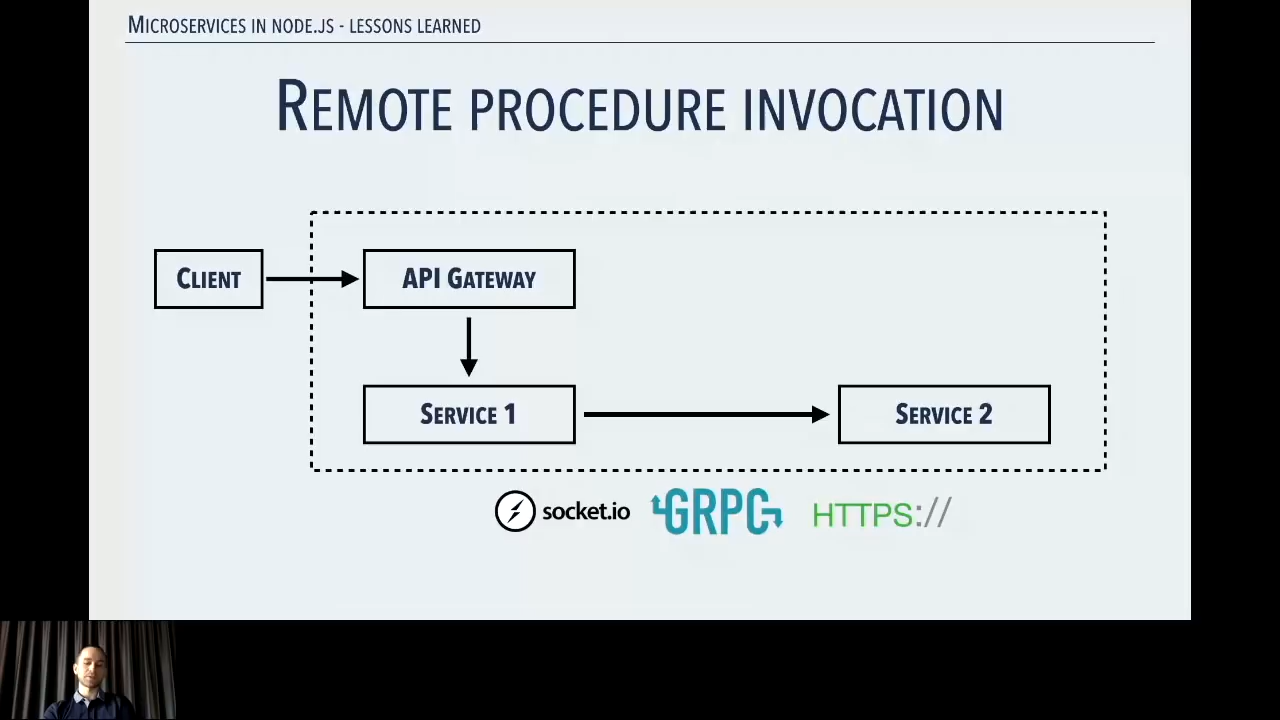 Microservices in node.js - lessons learned
Remote procedure invocation
Client
API Gateway
Service 1
Service 2
socket.io
GRPC
HTTPS://